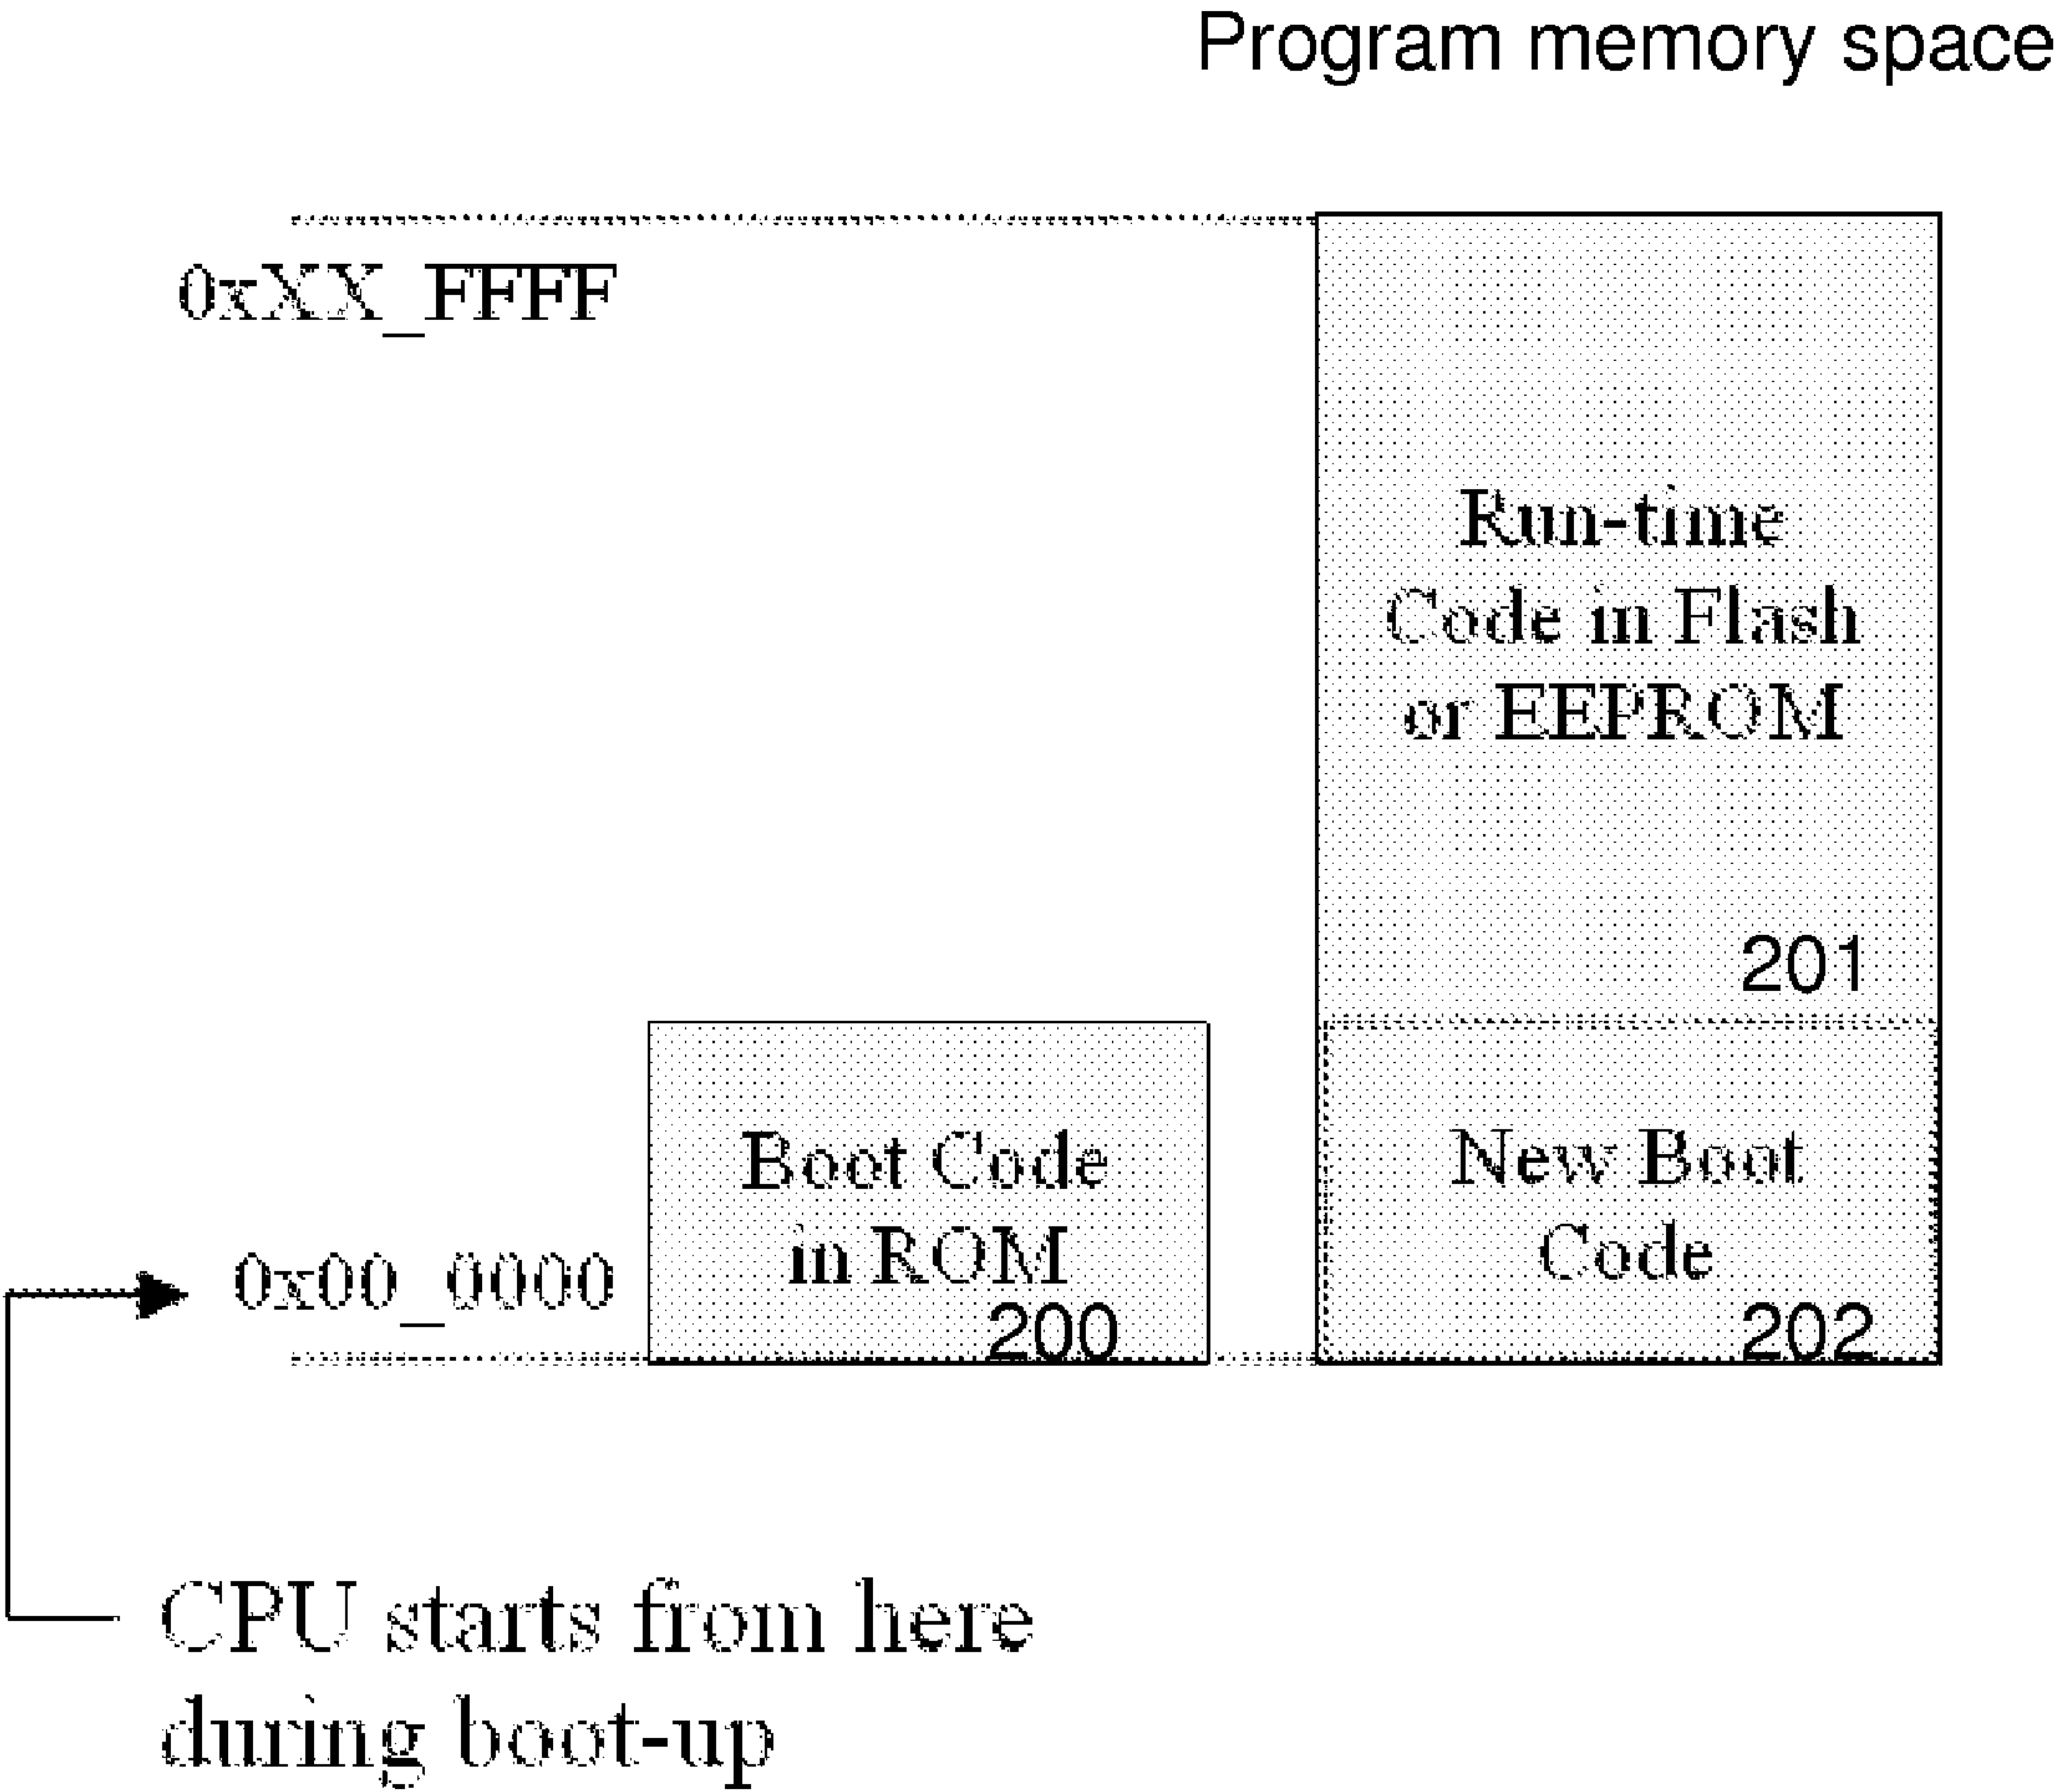 Program memory space
0xXX_FFFF
Run-time
Code in Flash
or EEPROM
201
Boot Code
in ROM
200
New Boot
Code
202
0x00_0000
CPU starts from here
during boot-up